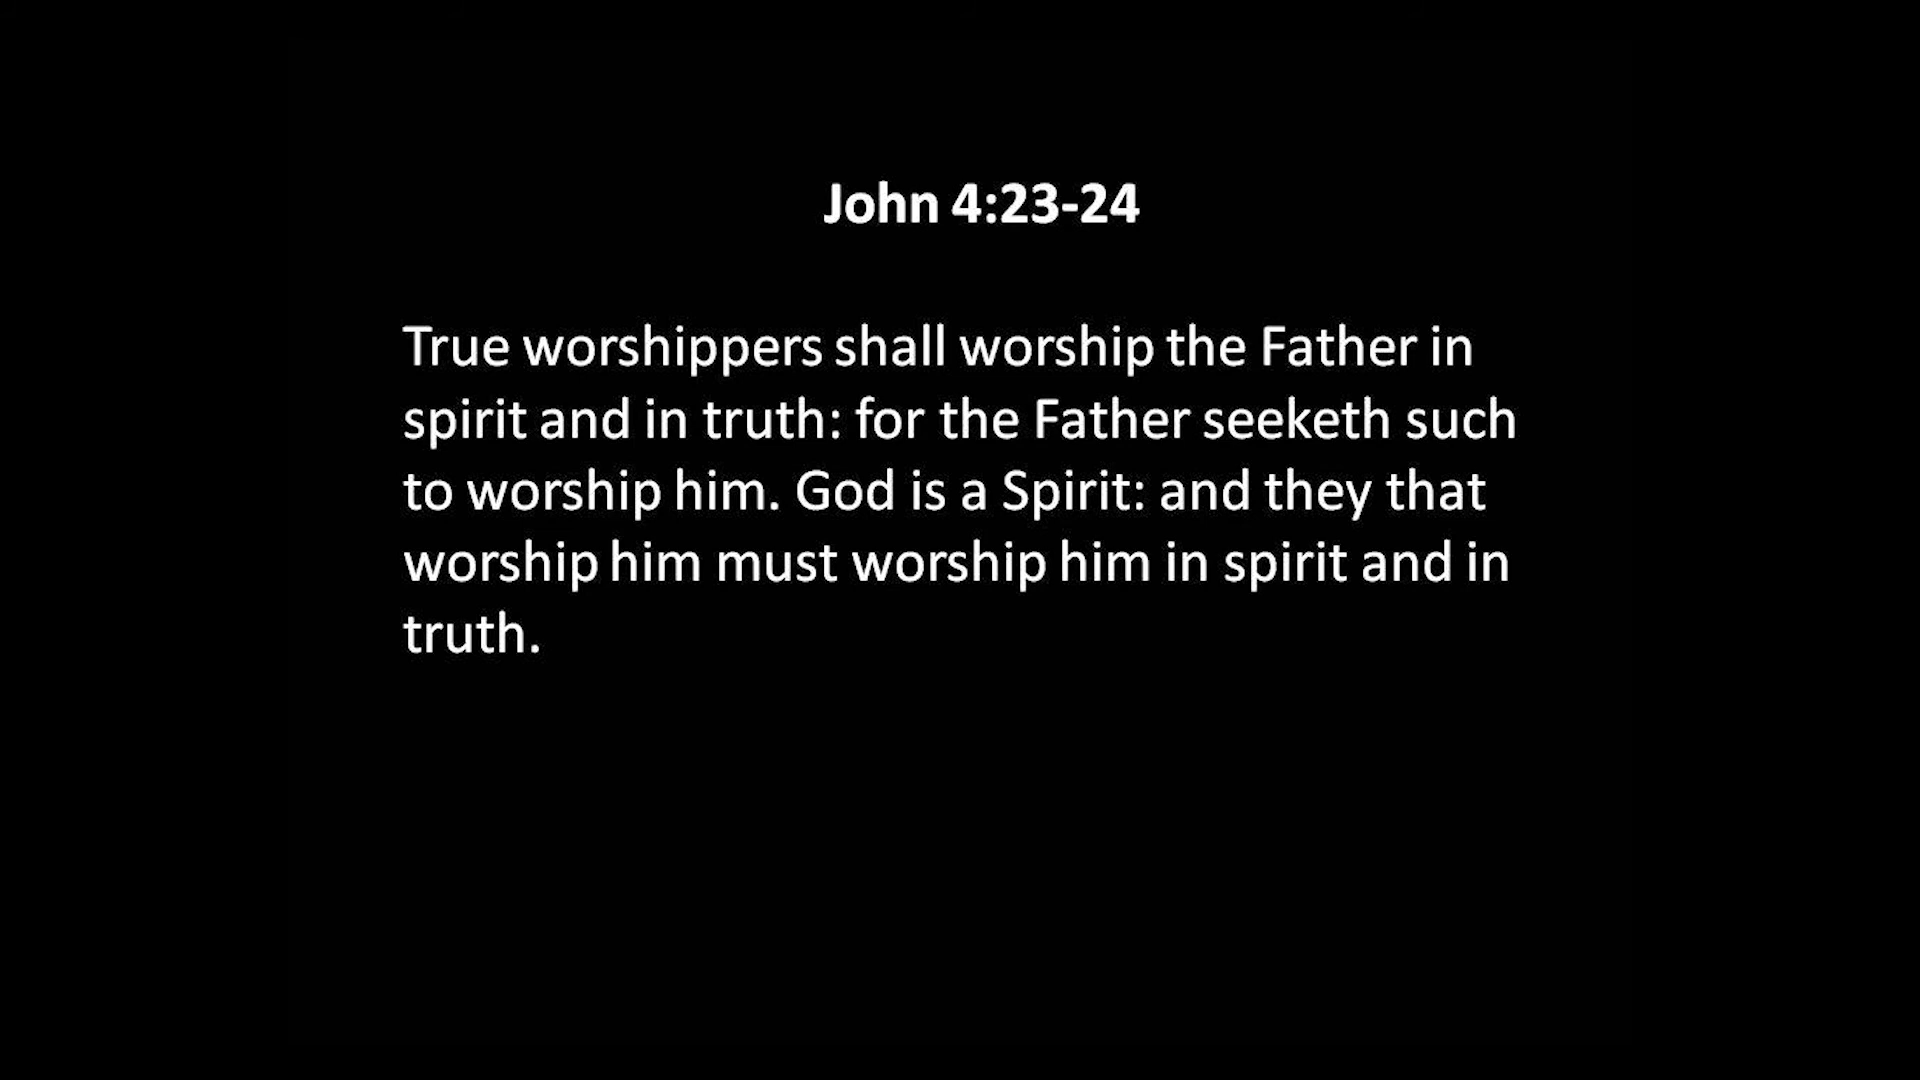 John 4:23-24
True worshippers shall worship the Father in
spirit and in truth: for the Father seeketh such
to worship him. God is a Spirit: and they that
worship him must worship him in spirit and in
truth.